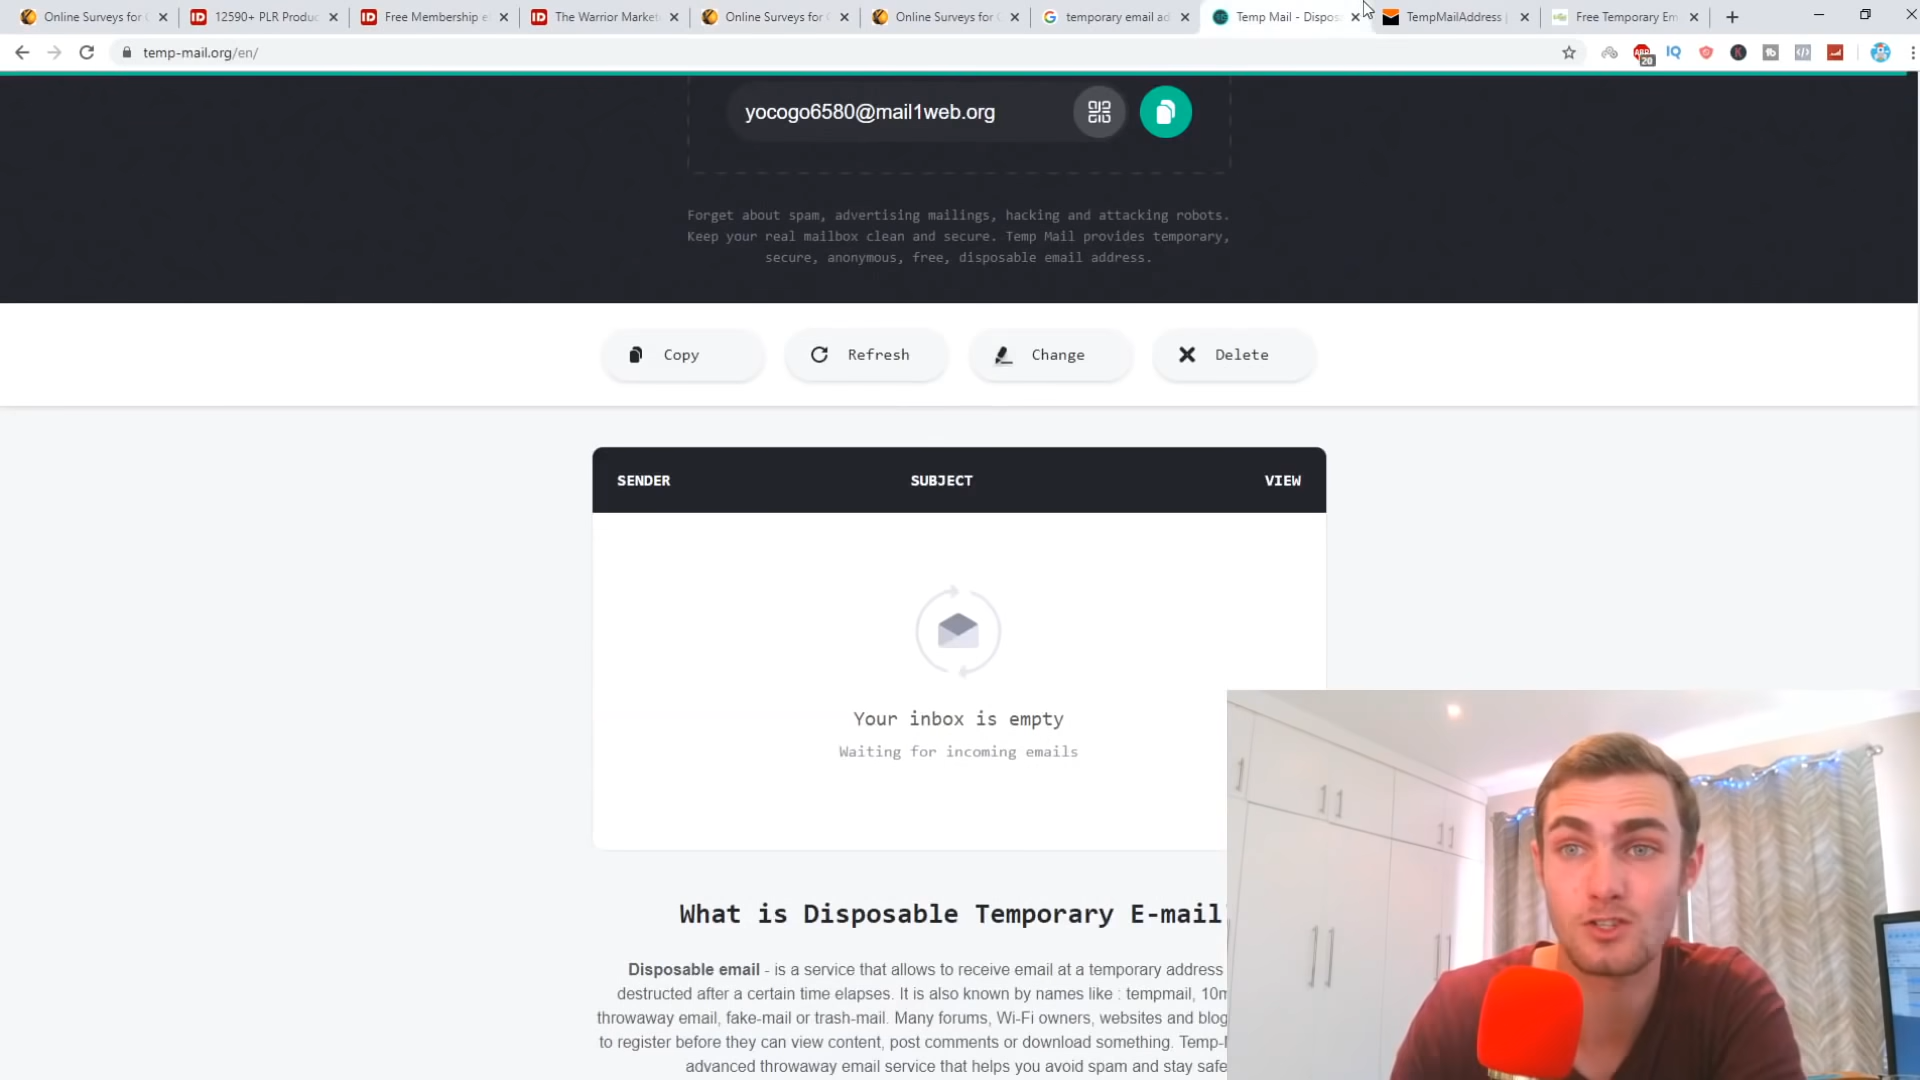 Online Surveys for C
12590+ PLR Produc
Free Membership e
The Warrior Market
Online Surveys for C
Online Surveys for C
temporary email ad
Temp Mail - Dispos
TempMailAddress |
Free Temporary Em
temp-mail.org/en/
20
IQ
yocogo6580@mail1web.org
Forget about spam, advertising mailings, hacking and attacking robots.
Keep your real mailbox clean and secure. Temp Mail provides temporary,
secure, anonymous, free, disposable email address.
Copy
Refresh
Change
Delete
SENDER SUBJECT VIEW
Your inbox is empty
Waiting for incoming emails
What is Disposable Temporary E-mail
Disposable email - is a service that allows to receive email at a temporary address
destructed after a certain time elapses. It is also known by names like : tempmail, 10m
throwaway email, fake-mail or trash-mail. Many forums, Wi-Fi owners, websites and blog
to register before they can view content, post comments or download something. Temp-
advanced throwaway email service that helps you avoid spam and stay safe